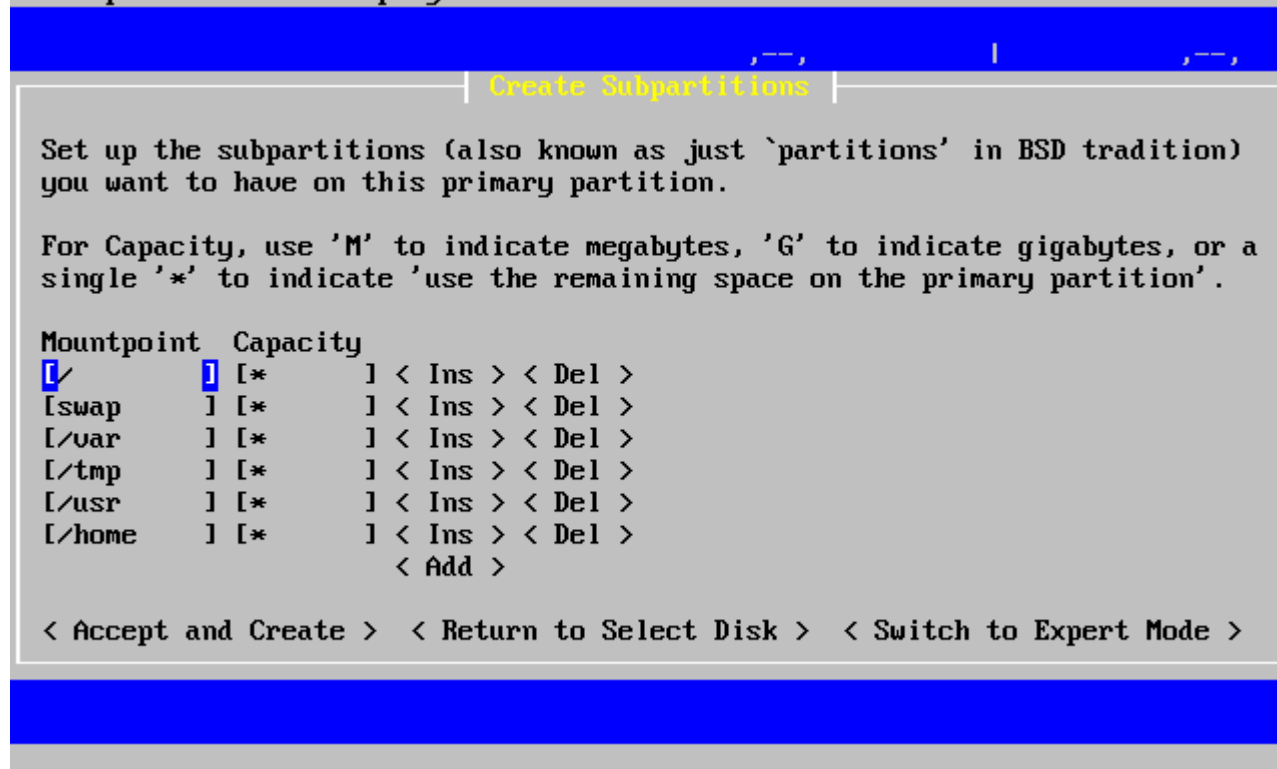 Create Subpartitions
Set up the subpartitions (also known as just `partitions' in BSD tradition)
you want to have on this primary partition.
For Capacity, use 'M' to indicate megabytes, 'G' to indicate gigabytes, or a
single '*' to indicate 'use the remaining space on the primary partition'.
Mountpoint  Capacity
[/         ] [*       ] < Ins > < Del >
[swap      ] [*       ] < Ins > < Del >
[/var      ] [*       ] < Ins > < Del >
[/tmp      ] [*       ] < Ins > < Del >
[/usr      ] [*       ] < Ins > < Del >
[/home     ] [*       ] < Ins > < Del >
< Add >
< Accept and Create >  < Return to Select Disk >  < Switch to Expert Mode >